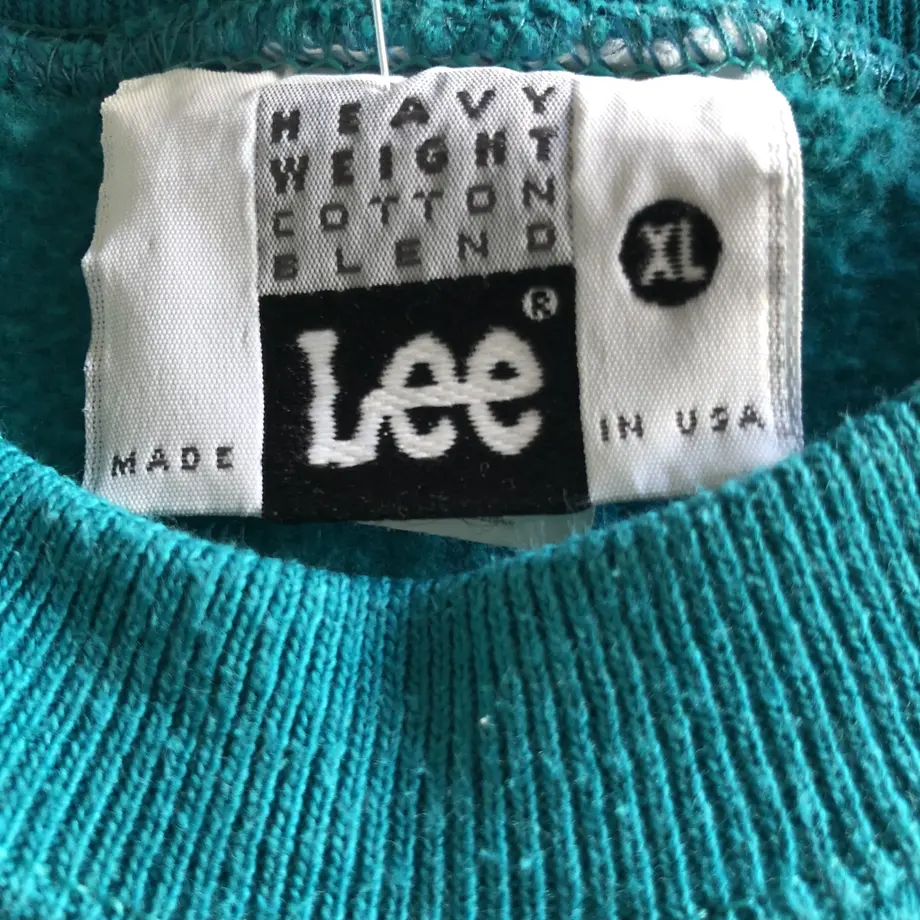 HEAVY
WEIGHT
COTTON
BLEND
Lee®
XL
MADE IN USA